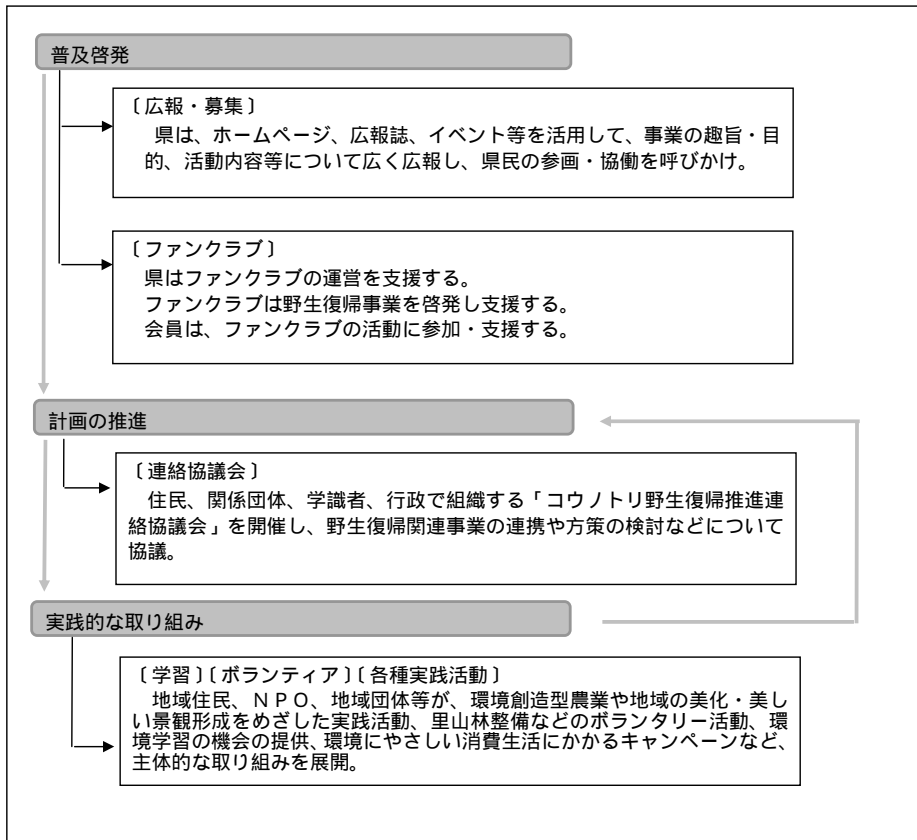 普及啓発
〔広報・募集〕
県は、ホームページ、広報誌、イベント等を活用して、事業の趣旨・目
的、活動内容等について広く広報し、県民の参画・協働を呼びかけ。
〔ファンクラブ〕
県はファンクラブの運営を支援する。
ファンクラブは野生復帰事業を啓発し支援する。
会員は、ファンクラブの活動に参加・支援する。
計画の推進
〔連絡協議会〕
住民、関係団体、学識者、行政で組織する「コウノトリ野生復帰推進連
絡協議会」を開催し、野生復帰関連事業の連携や方策の検討などについて
協議。
実践的な取り組み
〔学習〕〔ボランティア〕〔各種実践活動〕
地域住民、ＮＰＯ、地域団体等が、環境創造型農業や地域の美化・美し
い景観形成をめざした実践活動、里山林整備などのボランタリー活動、環
境学習の機会の提供、環境にやさしい消費生活にかかるキャンペーンなど、
主体的な取り組みを展開。